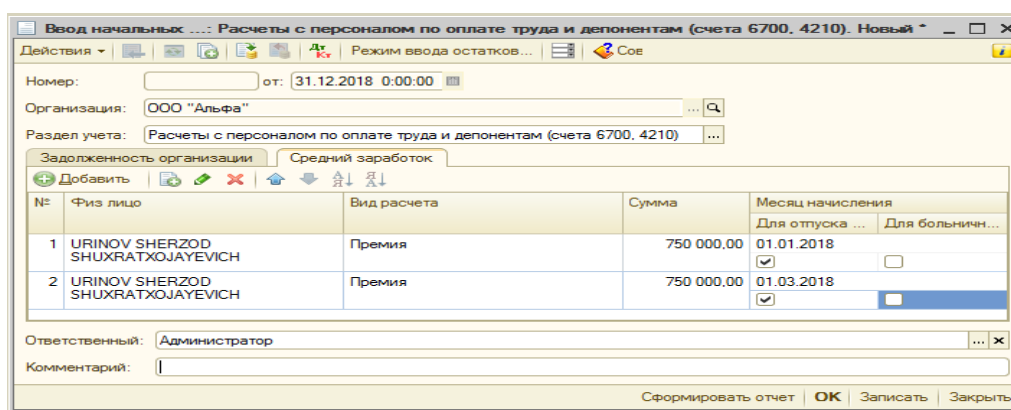 Ввод начальных ...: Расчеты с персоналом по оплате труда и депонентам (счета 6700, 4210). Новый *
Действия Дт Кт Режим ввода остатков... Сов
Номер: от: 31.12.2018 0:00:00
Организация: ООО "Альфа" ...
Раздел учета: Расчеты с персоналом по оплате труда и депонентам (счета 6700, 4210) ...
Задолженность организации Средний заработок
Добавить
№ Физ лицо Вид расчета Сумма Месяц начисления
Для отпуска ... Для больничн...
1 URINOV SHERZOD Премия 750 000,00 01.01.2018
SHUXRATXOJAYEVICH
2 URINOV SHERZOD Премия 750 000,00 01.03.2018
SHUXRATXOJAYEVICH
Ответственный: Администратор ... ×
Комментарий:
Сформировать отчет OK Записать Закрыть